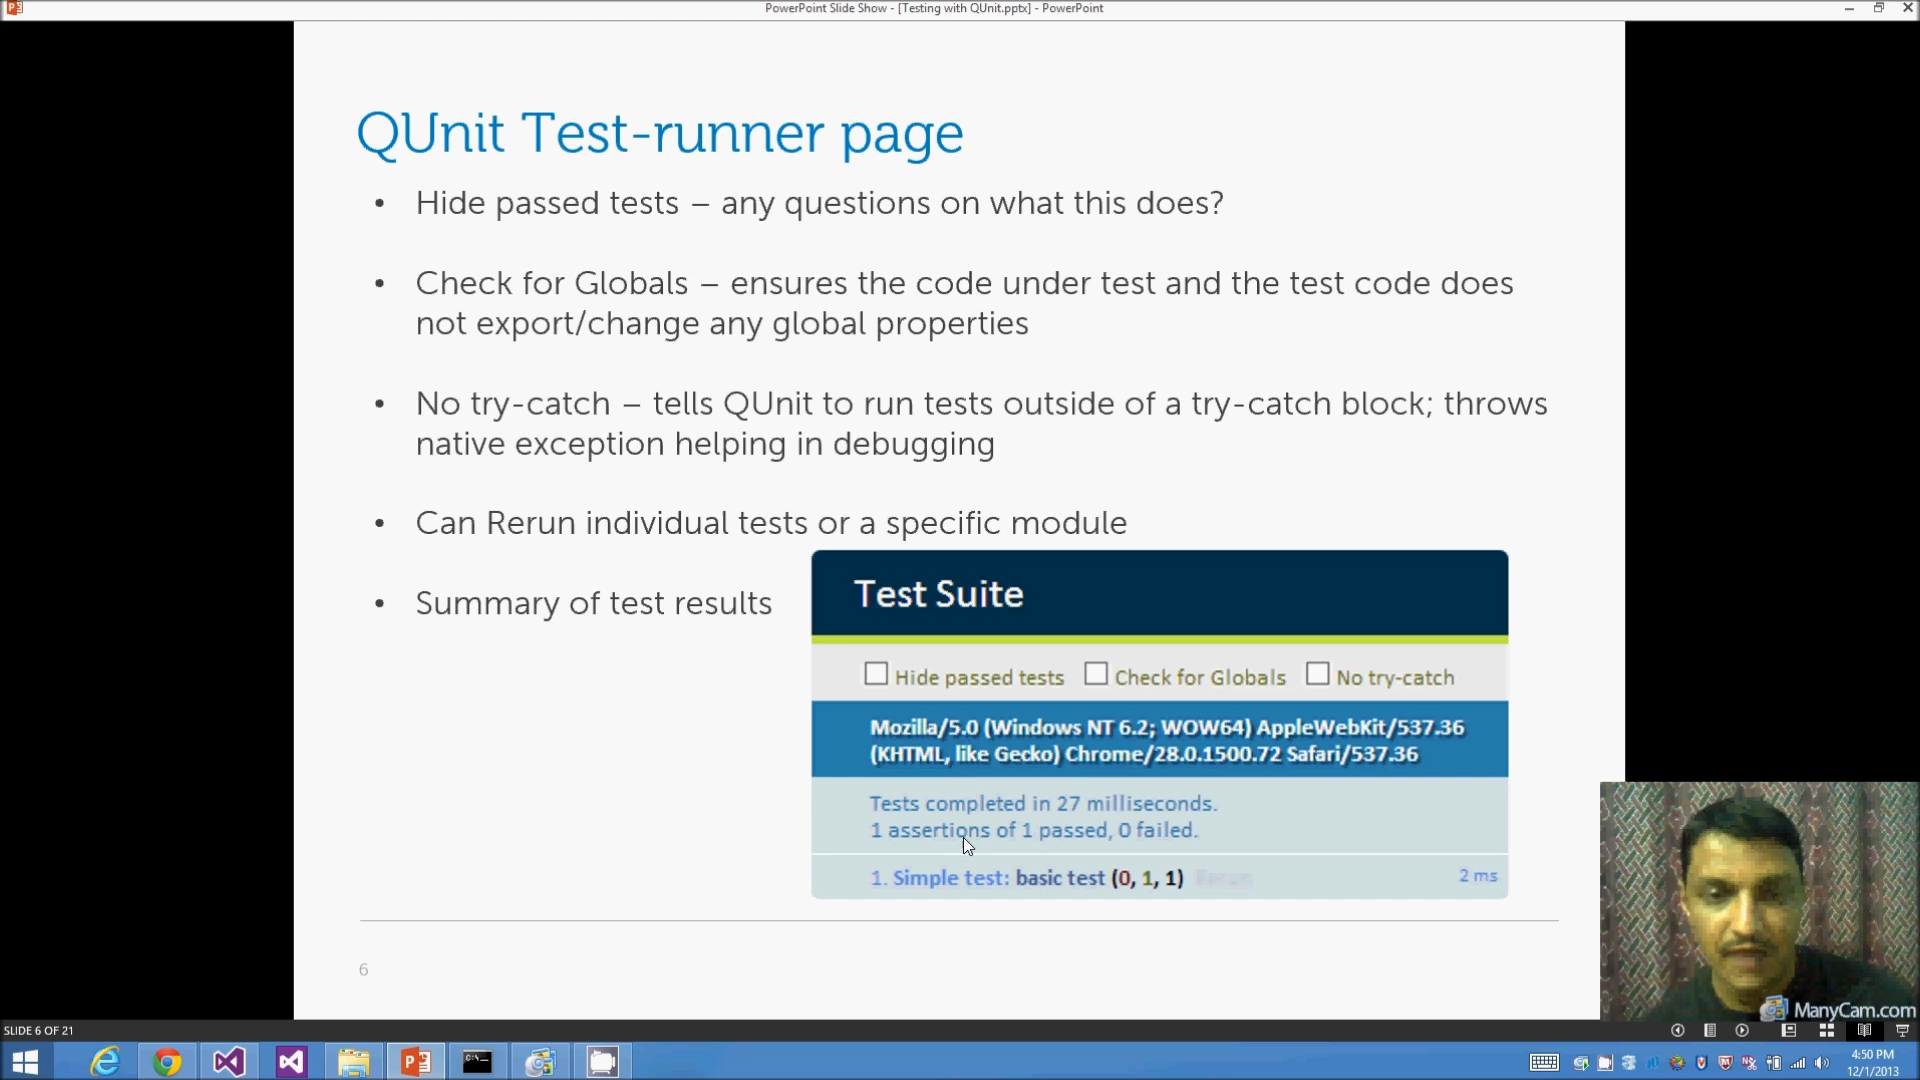 PowerPoint Slide Show - [Testing with QUnit.pptx] - PowerPoint
QUnit Test-runner page
• Hide passed tests – any questions on what this does?
• Check for Globals – ensures the code under test and the test code does
not export/change any global properties
• No try-catch – tells QUnit to run tests outside of a try-catch block; throws
native exception helping in debugging
• Can Rerun individual tests or a specific module
• Summary of test results
Test Suite
Hide passed tests Check for Globals No try-catch
Mozilla/5.0 (Windows NT 6.2; WOW64) AppleWebKit/537.36
(KHTML, like Gecko) Chrome/28.0.1500.72 Safari/537.36
Tests completed in 27 milliseconds.
1 assertions of 1 passed, 0 failed.
1. Simple test: basic test (0, 1, 1) Rerun 2 ms
6
ManyCam.com
SLIDE 6 OF 21
4:50 PM
12/1/2013